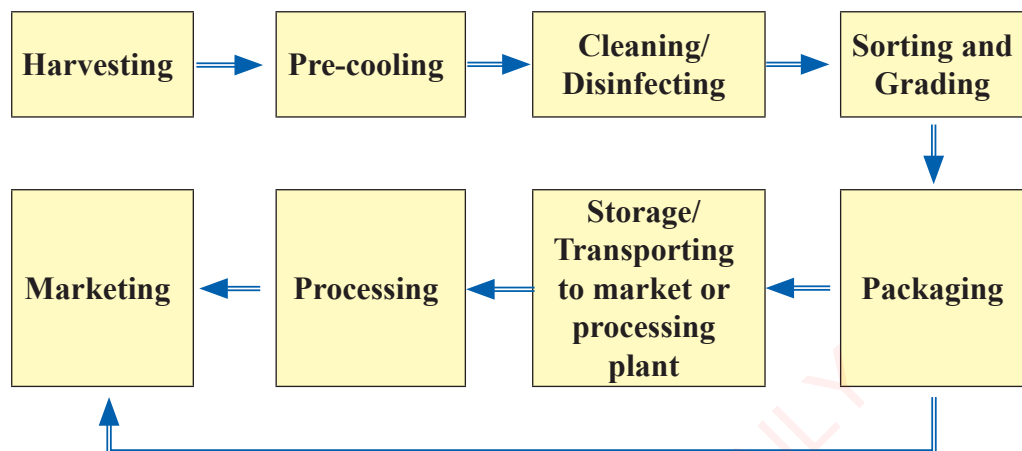 Harvesting
Pre-cooling
Cleaning/
Disinfecting
Sorting and
Grading
Marketing
Processing
Storage/
Transporting
to market or
processing
plant
Packaging